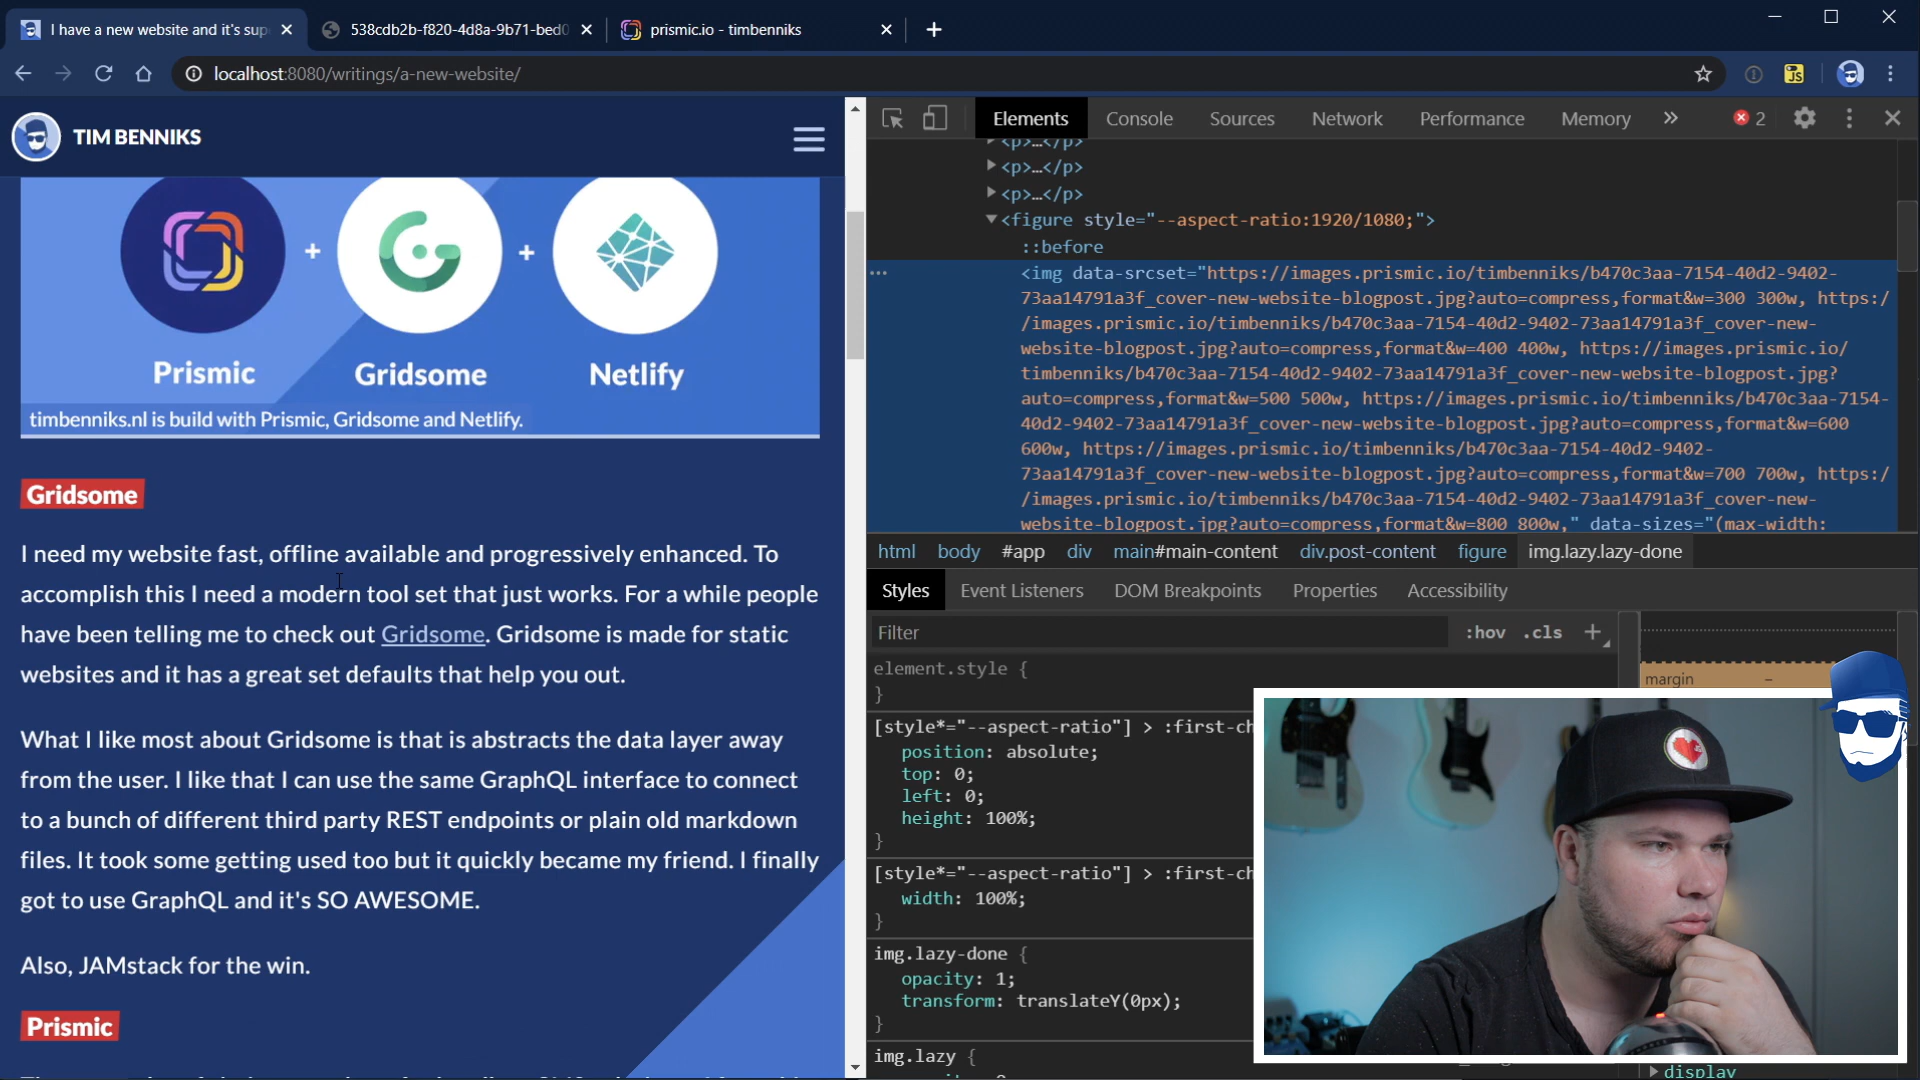 I have a new website and it's sup
538cdb2b-f820-4d8a-9b71-bed0
prismic.io - timbenniks
localhost:8080/writings/a-new-website/
JS
TIM BENNIKS
+
+
Prismic
Gridsome
Netlify
timbenniks.nl is build with Prismic, Gridsome and Netlify.
Gridsome
I need my website fast, offline available and progressively enhanced. To
accomplish this I need a modern tool set that just works. For a while people
have been telling me to check out Gridsome. Gridsome is made for static
websites and it has a great set defaults that help you out.
What I like most about Gridsome is that is abstracts the data layer away
from the user. I like that I can use the same GraphQL interface to connect
to a bunch of different third party REST endpoints or plain old markdown
files. It took some getting used too but it quickly became my friend. I finally
got to use GraphQL and it's SO AWESOME.
Also, JAMstack for the win.
Prismic
Elements Console Sources Network Performance Memory » 2
<p>…</p>
<p>…</p>
<p>…</p>
<figure style="--aspect-ratio:1920/1080;">
::before
<img data-srcset="https://images.prismic.io/timbenniks/b470c3aa-7154-40d2-9402-
73aa14791a3f_cover-new-website-blogpost.jpg?auto=compress,format&w=300 300w, https:/
/images.prismic.io/timbenniks/b470c3aa-7154-40d2-9402-73aa14791a3f_cover-new-
website-blogpost.jpg?auto=compress,format&w=400 400w, https://images.prismic.io/
timbenniks/b470c3aa-7154-40d2-9402-73aa14791a3f_cover-new-website-blogpost.jpg?
auto=compress,format&w=500 500w, https://images.prismic.io/timbenniks/b470c3aa-7154-
40d2-9402-73aa14791a3f_cover-new-website-blogpost.jpg?auto=compress,format&w=600
600w, https://images.prismic.io/timbenniks/b470c3aa-7154-40d2-9402-
73aa14791a3f_cover-new-website-blogpost.jpg?auto=compress,format&w=700 700w, https:/
/images.prismic.io/timbenniks/b470c3aa-7154-40d2-9402-73aa14791a3f_cover-new-
website-blogpost.jpg?auto=compress,format&w=800 800w," data-sizes="(max-width:
html body #app div main#main-content div.post-content figure img.lazy.lazy-done
Styles Event Listeners DOM Breakpoints Properties Accessibility
Filter :hov .cls +
element.style {
}
[style*="--aspect-ratio"] > :first-ch
position: absolute;
top: 0;
left: 0;
height: 100%;
}
[style*="--aspect-ratio"] > :first-ch
width: 100%;
}
img.lazy-done {
opacity: 1;
transform: translateY(0px);
}
img.lazy {
margin –
display